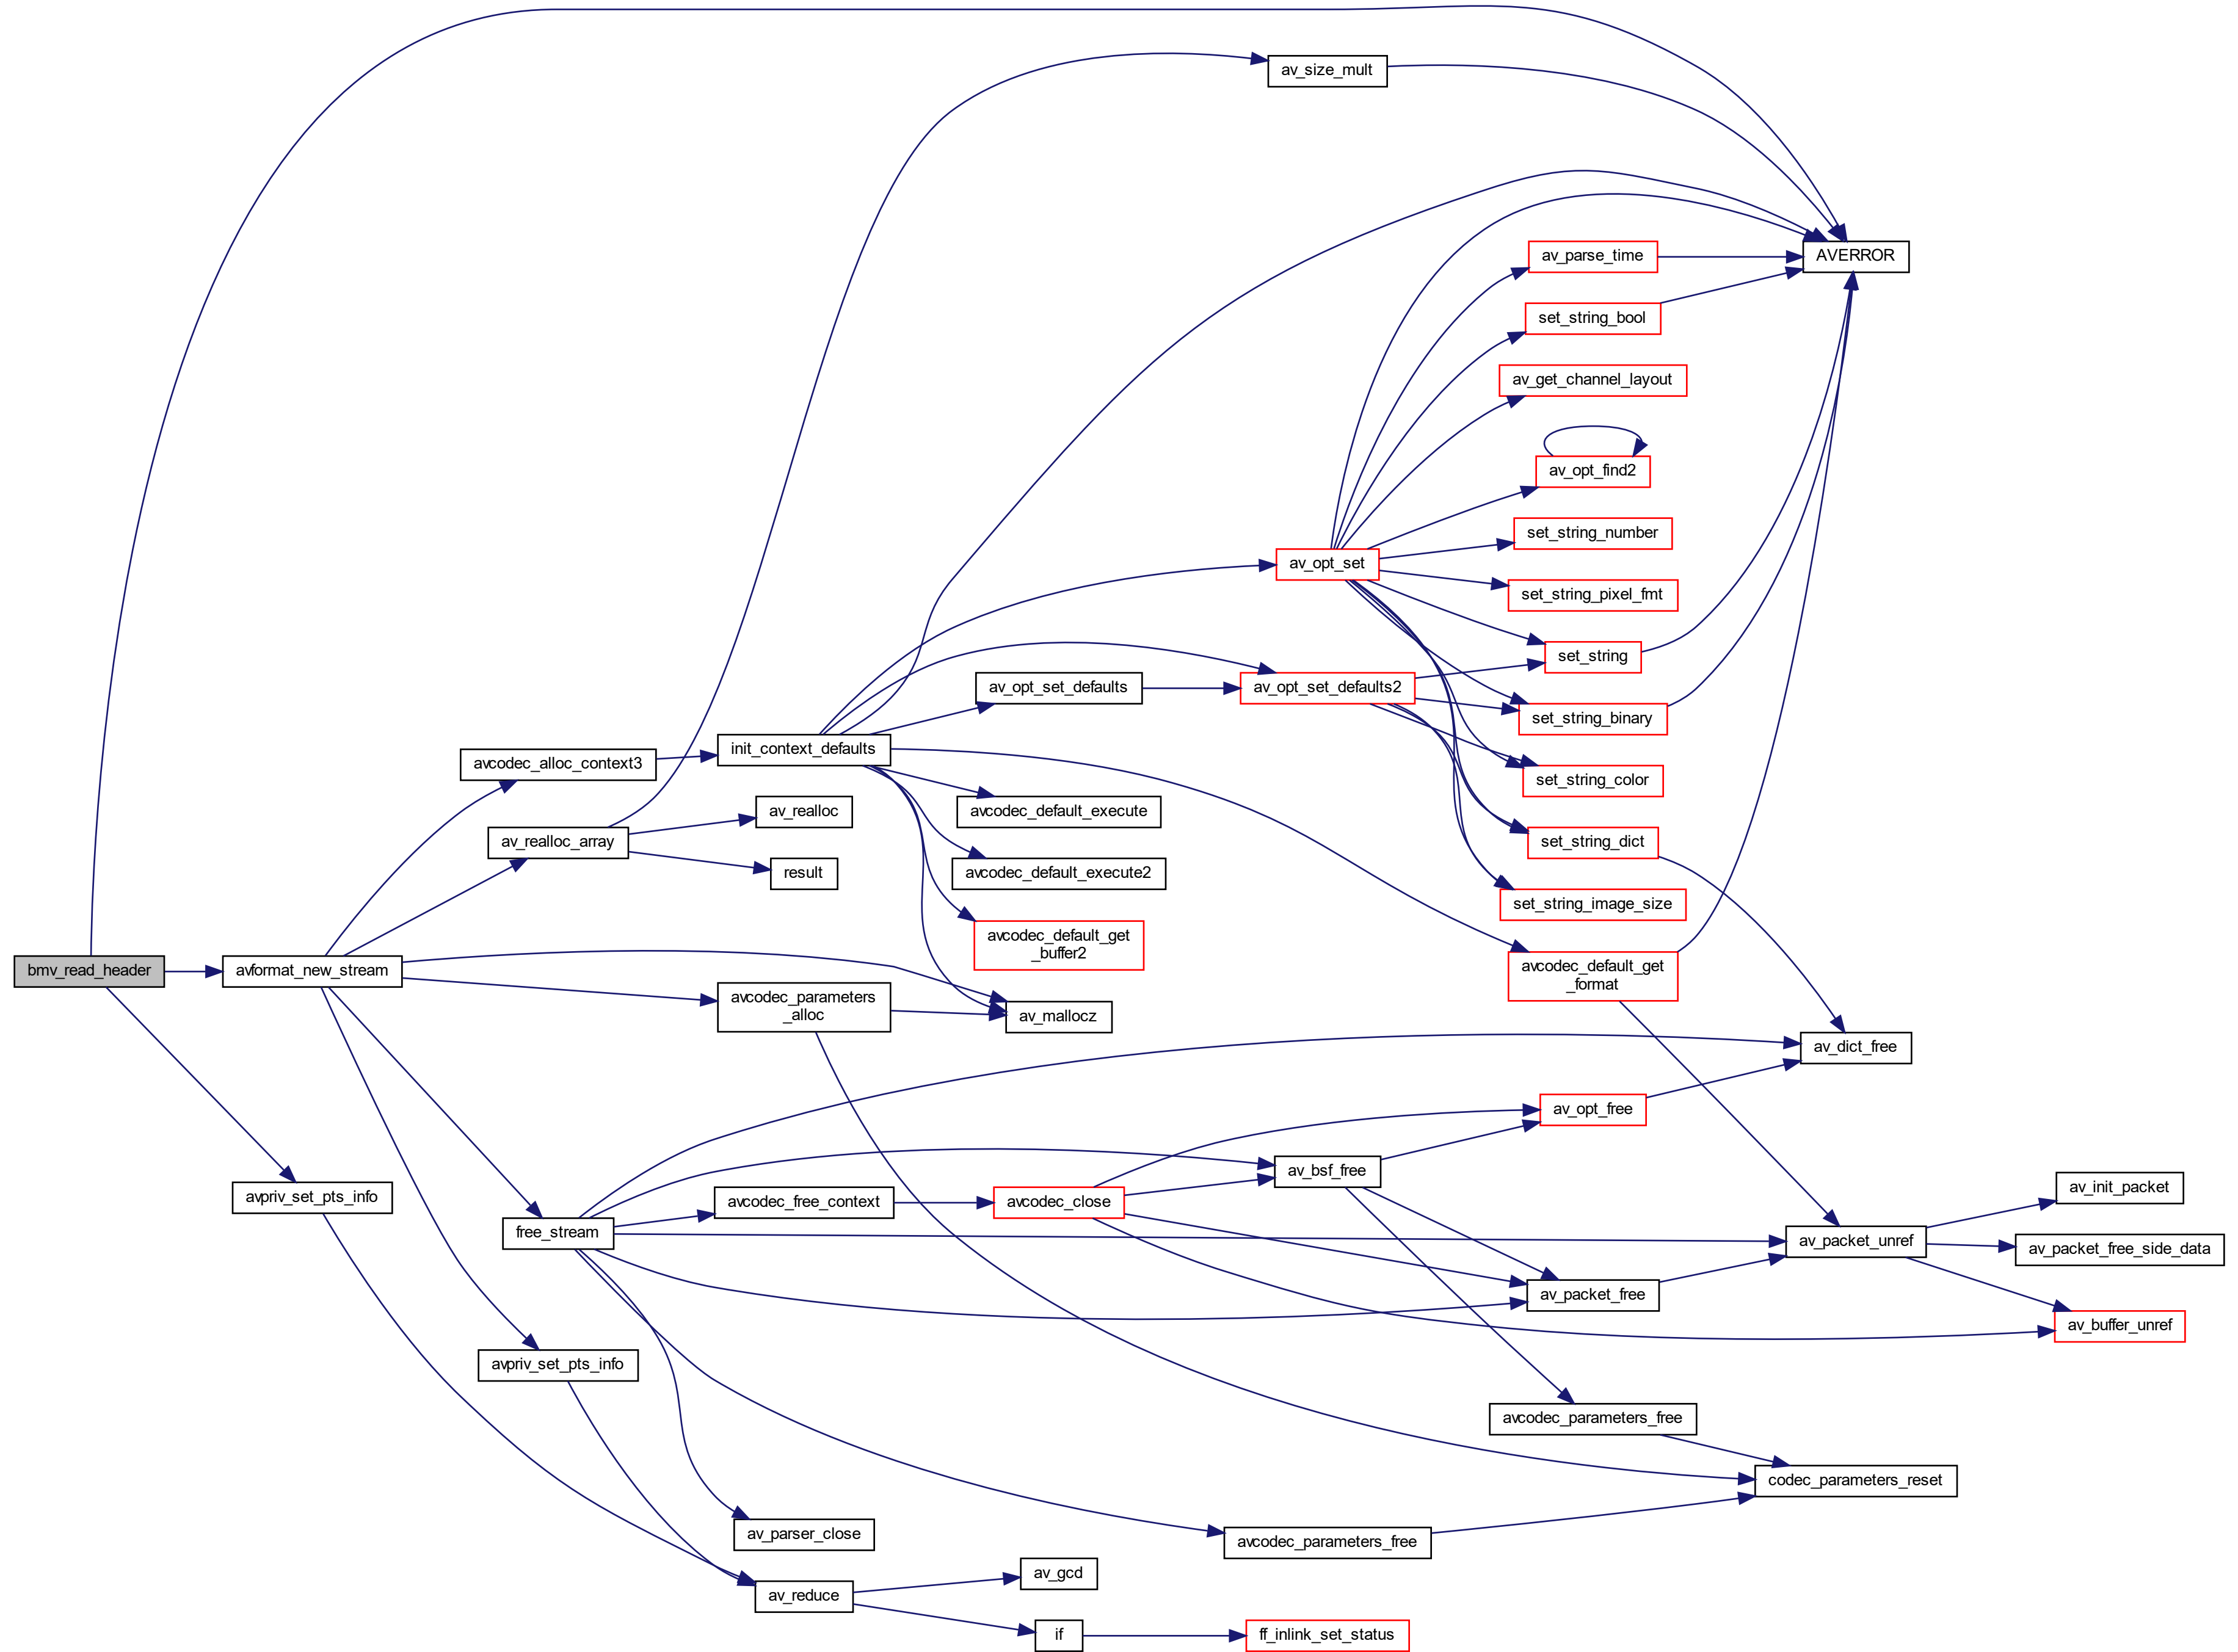 av_size_mult
AVERROR
av_parse_time
set_string_bool
av_get_channel_layout
av_opt_find2
set_string_number
av_opt_set
set_string_pixel_fmt
set_string
av_opt_set_defaults
av_opt_set_defaults2
set_string_binary
init_context_defaults
avcodec_alloc_context3
set_string_color
avcodec_default_execute
av_realloc
av_realloc_array
set_string_dict
result
avcodec_default_execute2
set_string_image_size
avcodec_default_get
_buffer2
bmv_read_header
avformat_new_stream
avcodec_default_get
_format
avcodec_parameters
_alloc
av_mallocz
av_dict_free
av_opt_free
av_bsf_free
av_init_packet
avpriv_set_pts_info
avcodec_free_context
avcodec_close
free_stream
av_packet_unref
av_packet_free_side_data
av_packet_free
av_buffer_unref
avpriv_set_pts_info
avcodec_parameters_free
codec_parameters_reset
av_parser_close
avcodec_parameters_free
av_gcd
av_reduce
if
ff_inlink_set_status